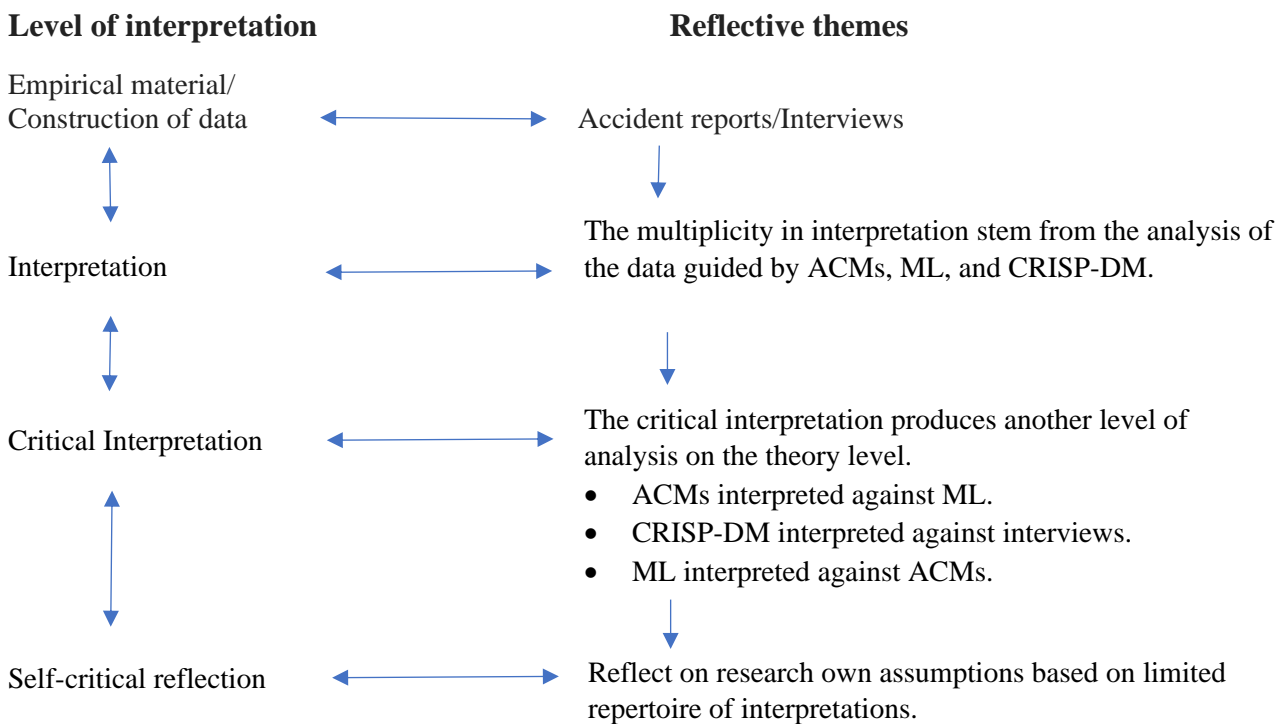 Level of interpretation
Reflective themes
Empirical material/
Construction of data
Accident reports/Interviews
Interpretation
The multiplicity in interpretation stem from the analysis of
the data guided by ACMs, ML, and CRISP-DM.
Critical Interpretation
The critical interpretation produces another level of
analysis on the theory level.
• ACMs interpreted against ML.
• CRISP-DM interpreted against interviews.
• ML interpreted against ACMs.
Self-critical reflection
Reflect on research own assumptions based on limited
repertoire of interpretations.